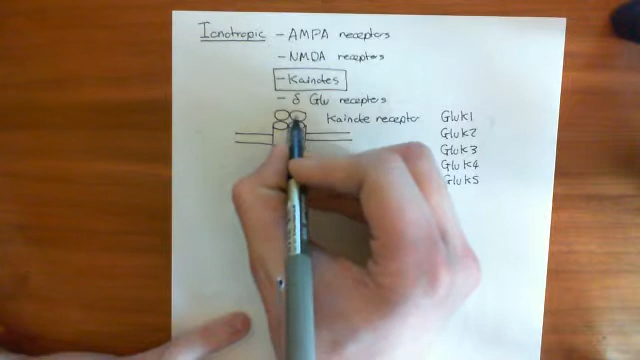 Ionotropic - AMPA receptors
- NMDA receptors
- Kainates
- δ Glu receptors
Kainate receptor GluK1
GluK2
GluK3
GluK4
GluK5